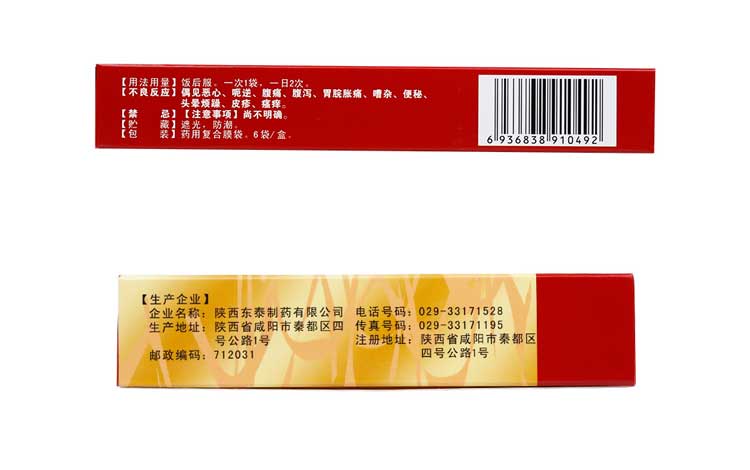 【用法用量】饭后服。一次1袋，一日2次。
【不良反应】偶见恶心、呃逆、腹痛、腹泻、胃脘胀痛、嘈杂、便秘、
头晕烦躁、皮疹、瘙痒。
【禁　　忌】【注意事项】尚不明确。
【贮　　藏】遮光，防潮。
【包　　装】药用复合膜袋。6袋/盒。
6 936838 910492
【生产企业】
企业名称：陕西东泰制药有限公司　电话号码：029-33171528
生产地址：陕西省咸阳市秦都区四　传真号码：029-33171195
号公路1号　注册地址：陕西省咸阳市秦都区
邮政编码：712031　四号公路1号